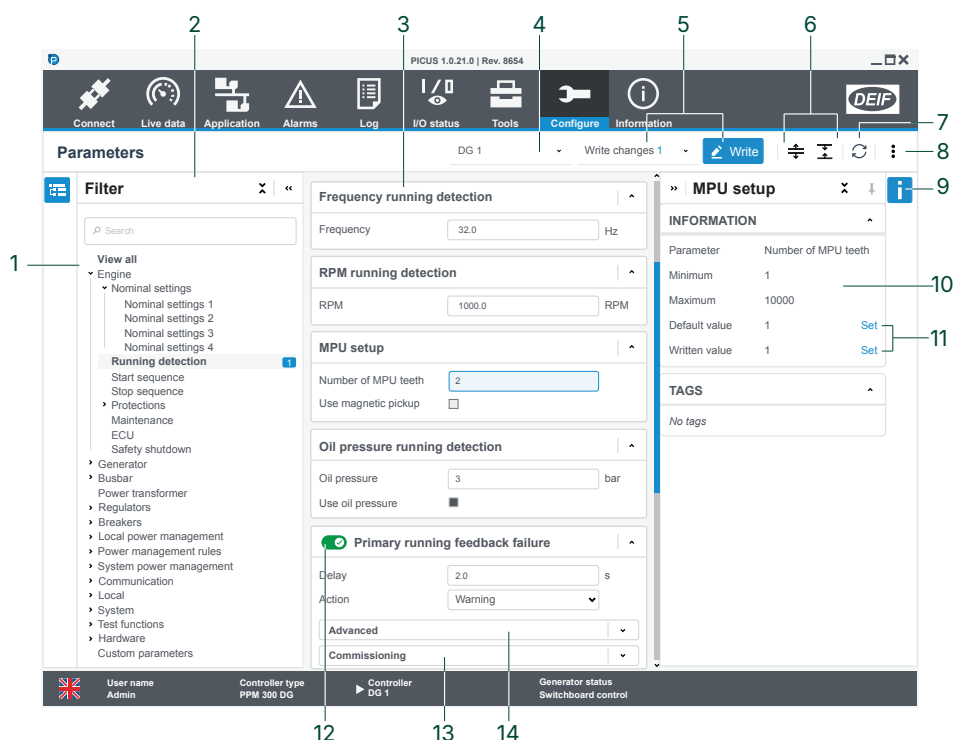 2 3 4 5 6
PICUS 1.0.21.0 | Rev. 8654
Connect Live data Application Alarms Log I/O status Tools Configure Information
DEIF
7
Parameters DG 1 Write changes 1 Write
8
Filter
MPU setup
9
Search
1
View all
Engine
Nominal settings
Nominal settings 1
Nominal settings 2
Nominal settings 3
Nominal settings 4
Running detection 1
Start sequence
Stop sequence
Protections
Maintenance
ECU
Safety shutdown
Generator
Busbar
Power transformer
Regulators
Breakers
Local power management
Power management rules
System power management
Communication
Local
System
Test functions
Hardware
Custom parameters
Frequency running detection
Frequency 32.0 Hz
RPM running detection
RPM 1000.0 RPM
MPU setup
Number of MPU teeth 2
Use magnetic pickup
Oil pressure running detection
Oil pressure 3 bar
Use oil pressure
Primary running feedback failure
Delay 2.0 s
Action Warning
Advanced
Commissioning
INFORMATION
Parameter Number of MPU teeth
Minimum 1
Maximum 10000
10
Default value 1 Set
11
Written value 1 Set
TAGS
No tags
User name Controller type Controller Generator status
Admin PPM 300 DG DG 1 Switchboard control
12 13 14